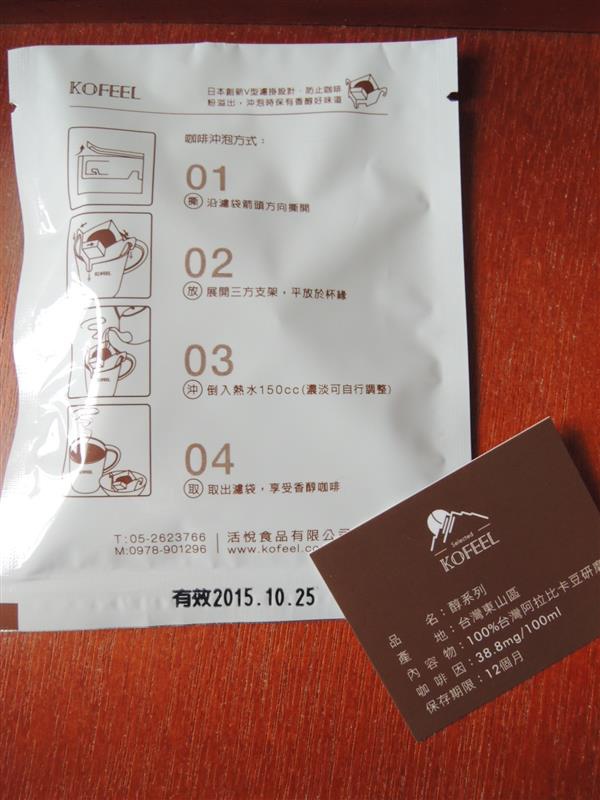 KOFEEL
日本創新V型濾掛設計，防止咖啡
粉溢出，沖泡時保有香醇好味道
咖啡沖泡方式：
01
撕 沿濾袋箭頭方向撕開
02
放 展開三方支架，平放於杯緣
KOFEEL
03
沖 倒入熱水150cc(濃淡可自行調整)
04
取 取出濾袋，享受香醇咖啡
T:05-2623766
M:0978-901296
活悅食品有限公司
www.kofeel.co
有效2015.10.25
Selected
KOFEEL
品名：醇系列
產地：台灣東山區
內容物：100%台灣阿拉比卡豆研磨
咖啡因：38.8mg/100ml
保存期限：12個月